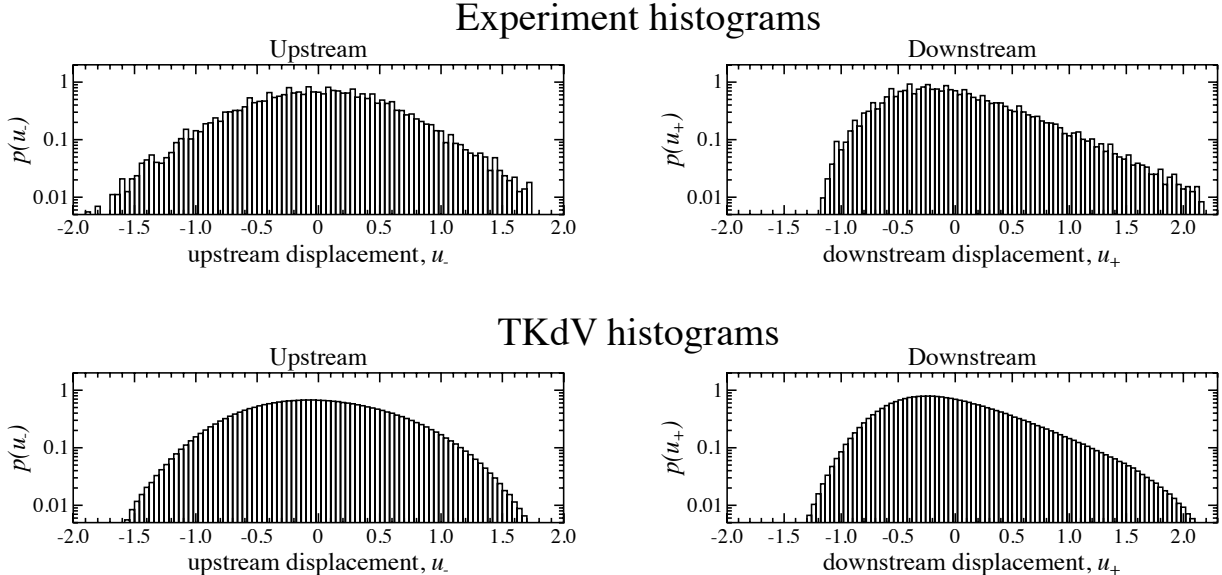 Experiment histograms
Upstream
Downstream
1
0.1
0.01
p(u-)
-2.0 -1.5 -1.0 -0.5 0 0.5 1.0 1.5 2.0
upstream displacement, u-
1
0.1
0.01
p(u+)
-2.0 -1.5 -1.0 -0.5 0 0.5 1.0 1.5 2.0
downstream displacement, u+
TKdV histograms
Upstream
Downstream
1
0.1
0.01
p(u-)
-2.0 -1.5 -1.0 -0.5 0 0.5 1.0 1.5 2.0
upstream displacement, u-
1
0.1
0.01
p(u+)
-2.0 -1.5 -1.0 -0.5 0 0.5 1.0 1.5 2.0
downstream displacement, u+